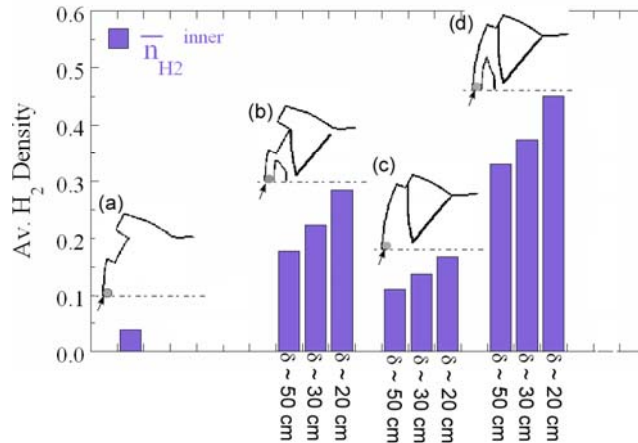 0.6
0.5
0.4
0.3
0.2
0.1
0.0
Av. H2 Density
n H2 inner
(a)
(b)
(c)
(d)
δ ~ 50 cm
δ ~ 30 cm
δ ~ 20 cm
δ ~ 50 cm
δ ~ 30 cm
δ ~ 20 cm
δ ~ 50 cm
δ ~ 30 cm
δ ~ 20 cm